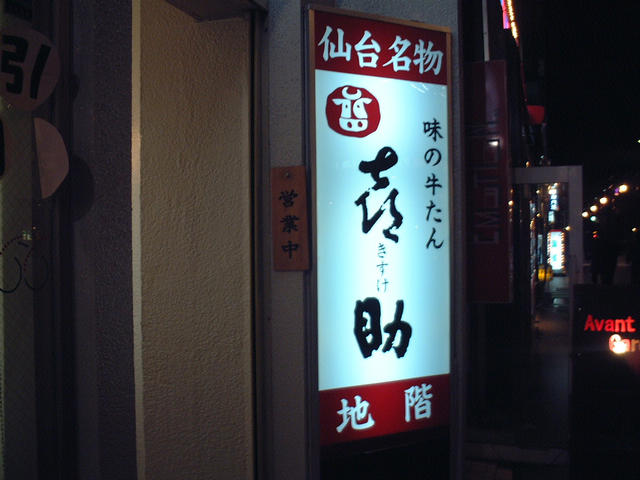 仙台名物
味の牛たん
喜助
きすけ
地階
営業中
引
Avant